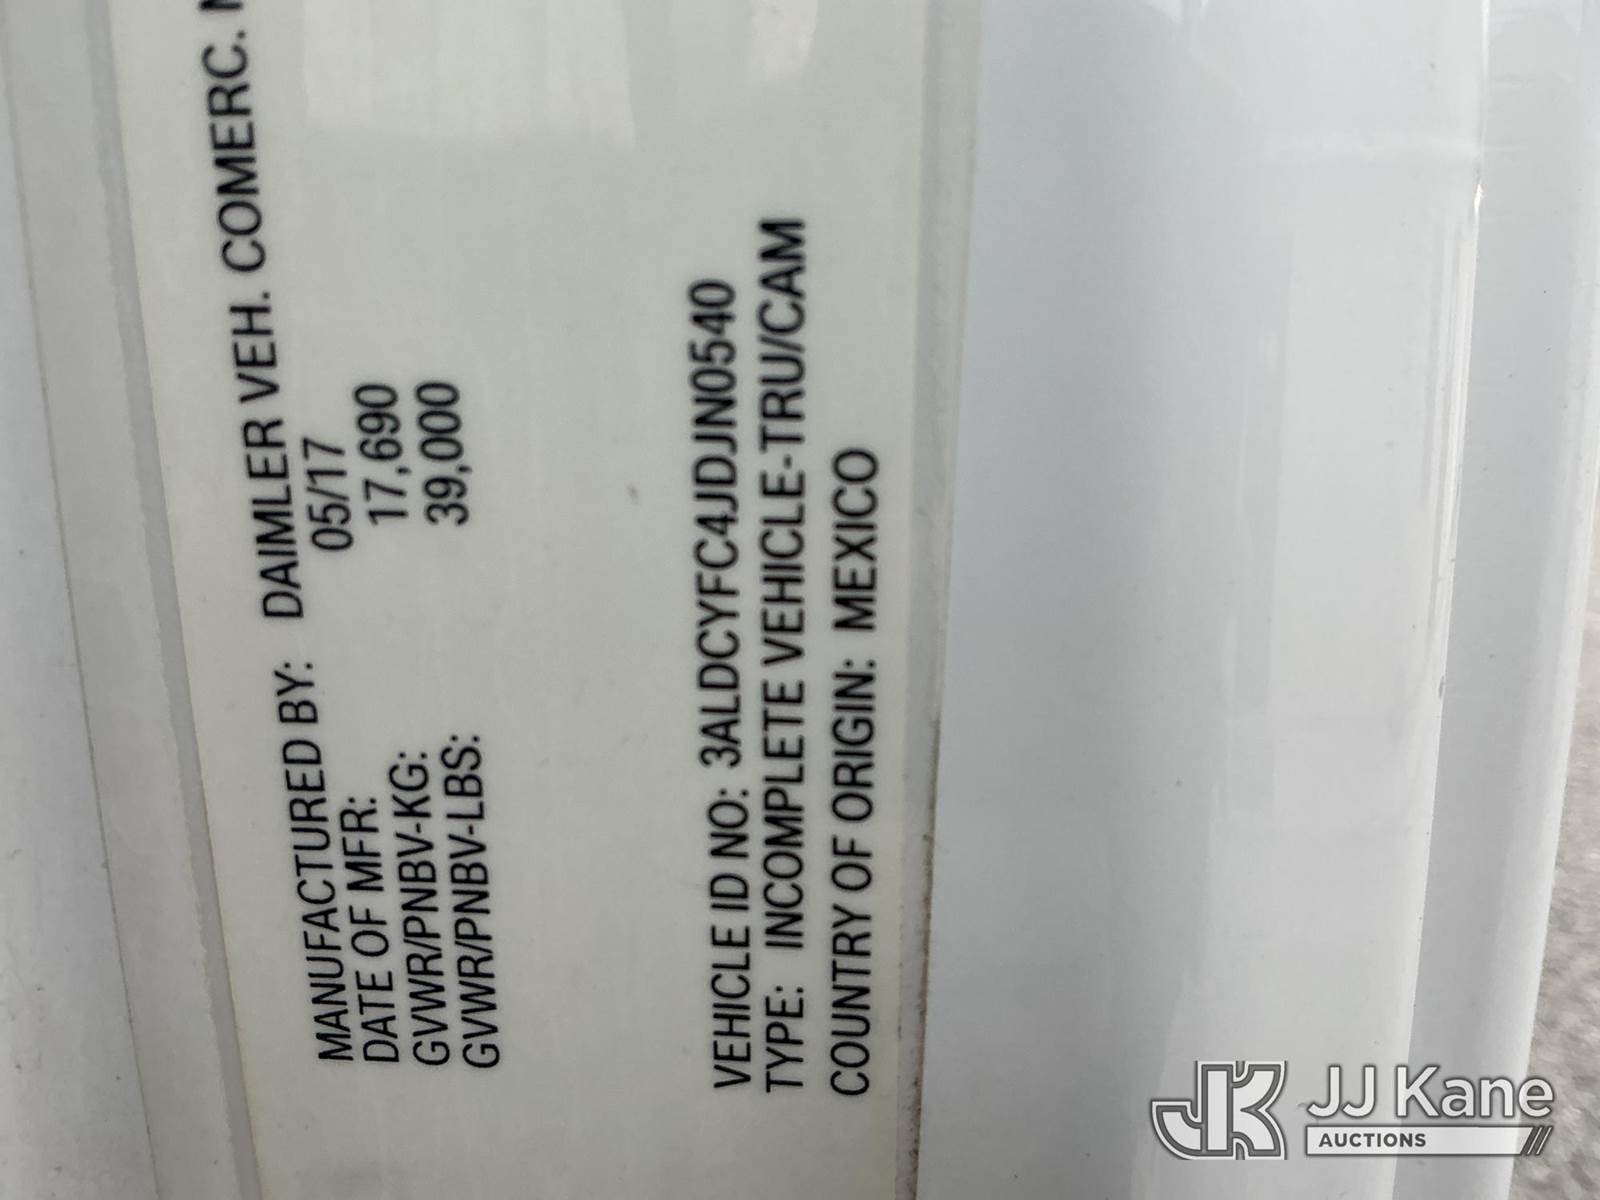 MANUFACTURED BY: DAIMLER VEH. COMERC.
DATE OF MFR: 05/17
GVWR/PNBV-KG: 17,690
GVWR/PNBV-LBS: 39,000
VEHICLE ID NO: 3ALDCYFC4JDJN0540
TYPE: INCOMPLETE VEHICLE-TRU/CAM
COUNTRY OF ORIGIN: MEXICO
JK JJ Kane
AUCTIONS